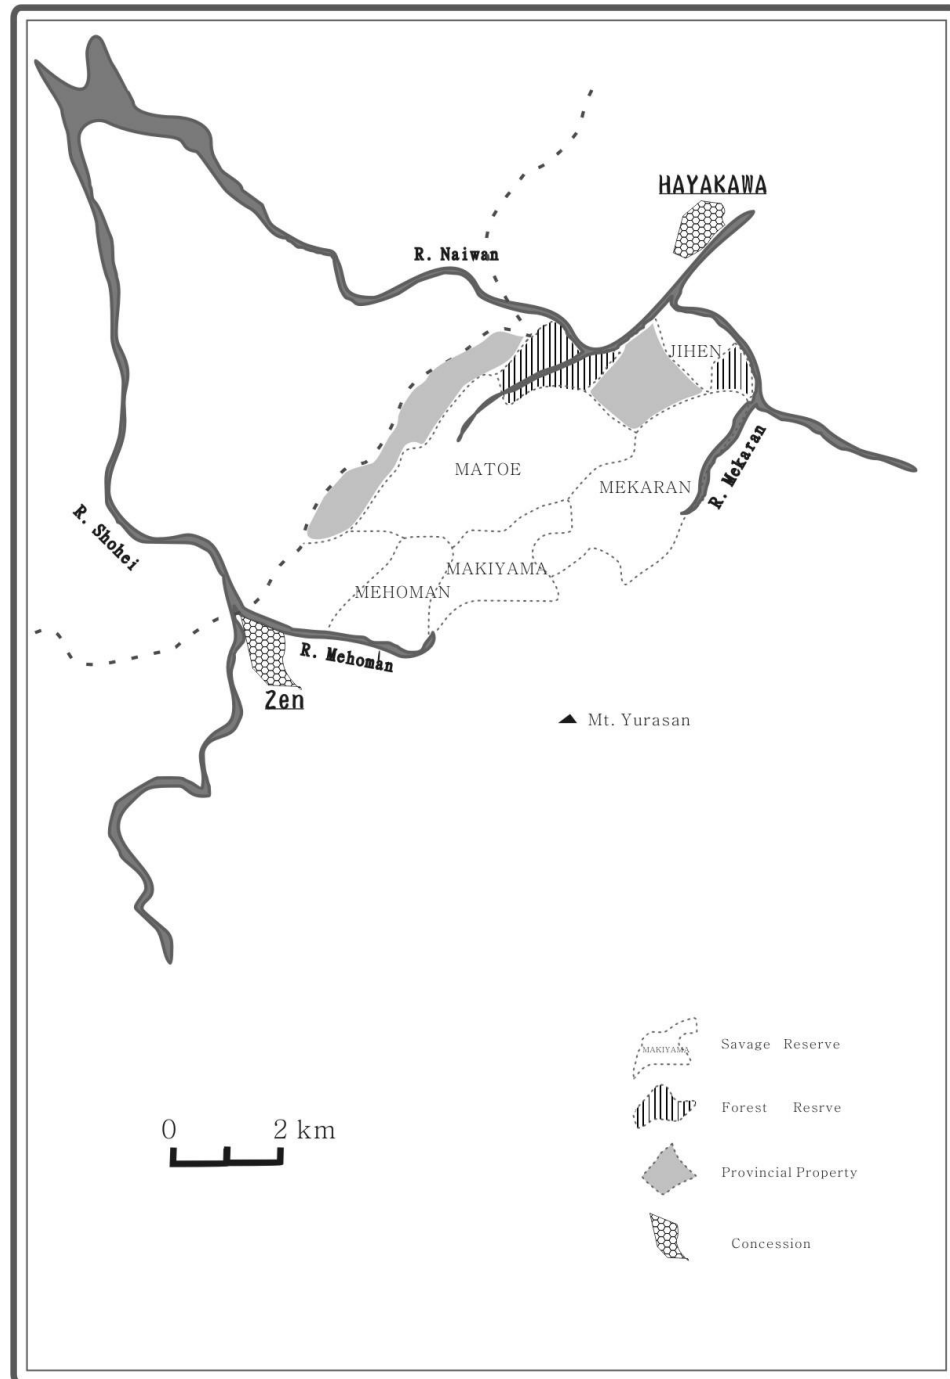 HAYAKAWA
R. Naiwan
JIHEN
MATOE
MEKARAN
R. Mekaran
R. Shohei
MAKIYAMA
MEHOMAN
R. Mehoman
Zen
Mt. Yurasan
MAKIYAMA
Savage Reserve
Forest Resrve
0 2 km
Provincial Property
Concession